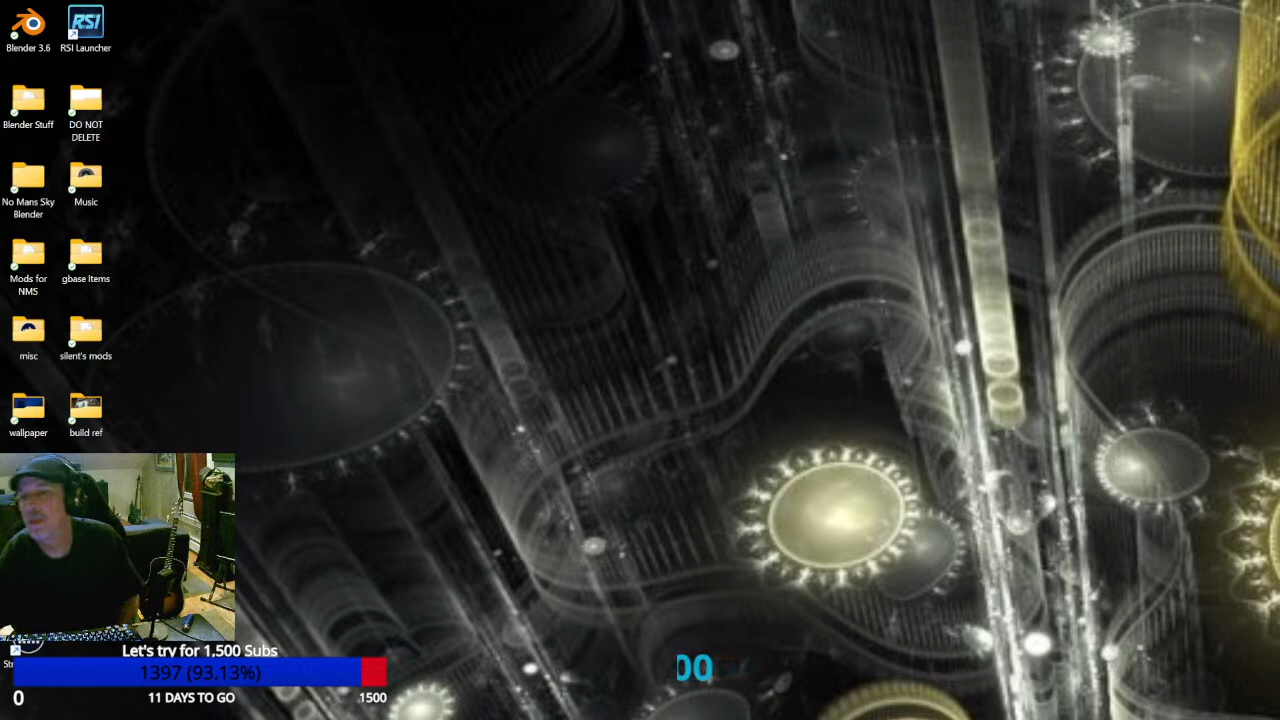 Blender 3.6
RSI
RSI Launcher
Blender Stuff
DO NOT
DELETE
No Mans Sky
Blender
Music
Mods for
NMS
gbase items
misc
silent's mods
wallpaper
build ref
Let's try for 1,500 Subs
1397 (93.13%)
0
11 DAYS TO GO
1500